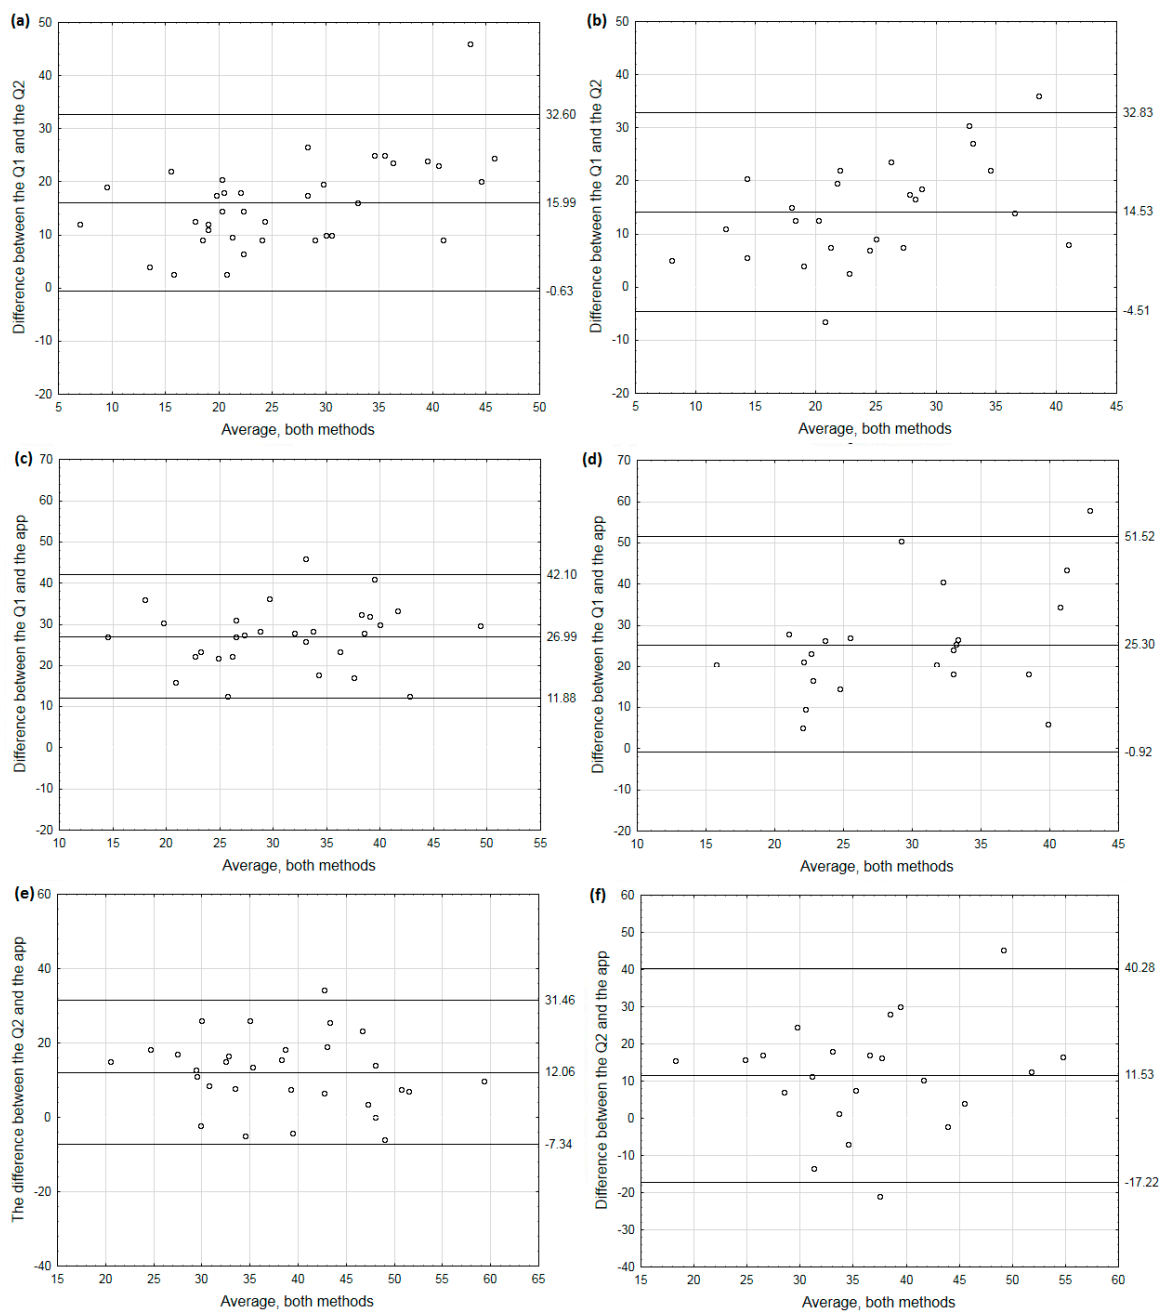 (a)
Difference between the Q1 and the Q2
50
40
30
20
10
0
-10
-20
32.60
15.99
-0.63
5 10 15 20 25 30 35 40 45 50
Average, both methods
(b)
Difference between the Q1 and the Q2
50
40
30
20
10
0
-10
-20
32.83
14.53
-4.51
5 10 15 20 25 30 35 40 45
Average, both methods
(c)
Difference between the Q1 and the app
70
60
50
40
30
20
10
0
-10
-20
42.10
26.99
11.88
10 15 20 25 30 35 40 45 50 55
Average, both methods
(d)
Difference between the Q1 and the app
70
60
50
40
30
20
10
0
-10
-20
51.52
25.30
-0.92
10 15 20 25 30 35 40 45
Average, both methods
(e)
The difference between the Q2 and the app
60
40
20
0
-20
-40
31.46
12.06
-7.34
15 20 25 30 35 40 45 50 55 60 65
Average, both methods
(f)
Difference between the Q2 and the app
60
50
40
30
20
10
0
-10
-20
-30
-40
40.28
11.53
-17.22
15 20 25 30 35 40 45 50 55 60
Average, both methods